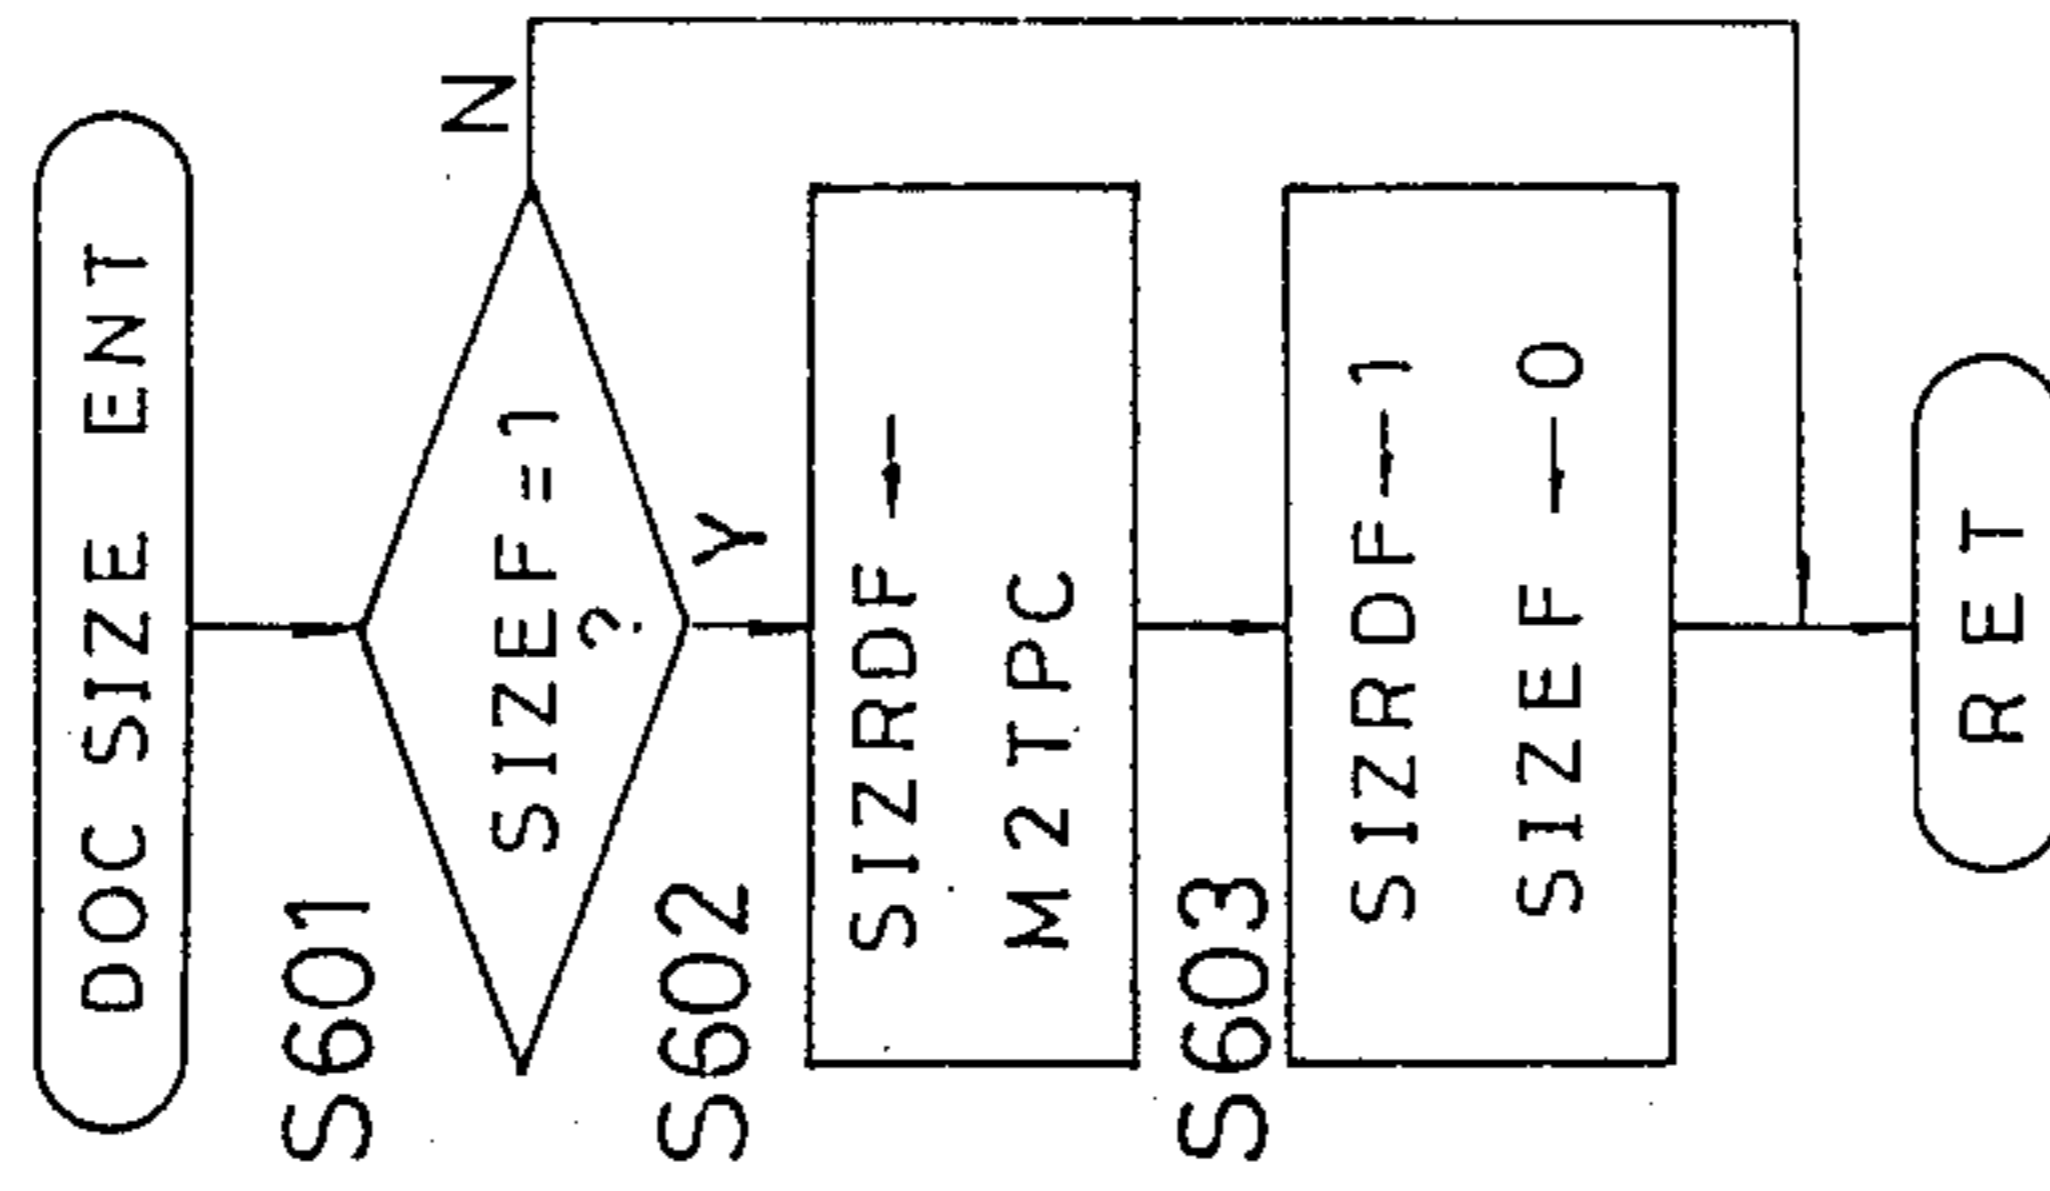 DOC SIZE ENT
S601
SIZEF=1
?
N
Y
S602
SIZRDF ←
M2TPC
S603
SIZRDF←1
SIZEF ←0
RET